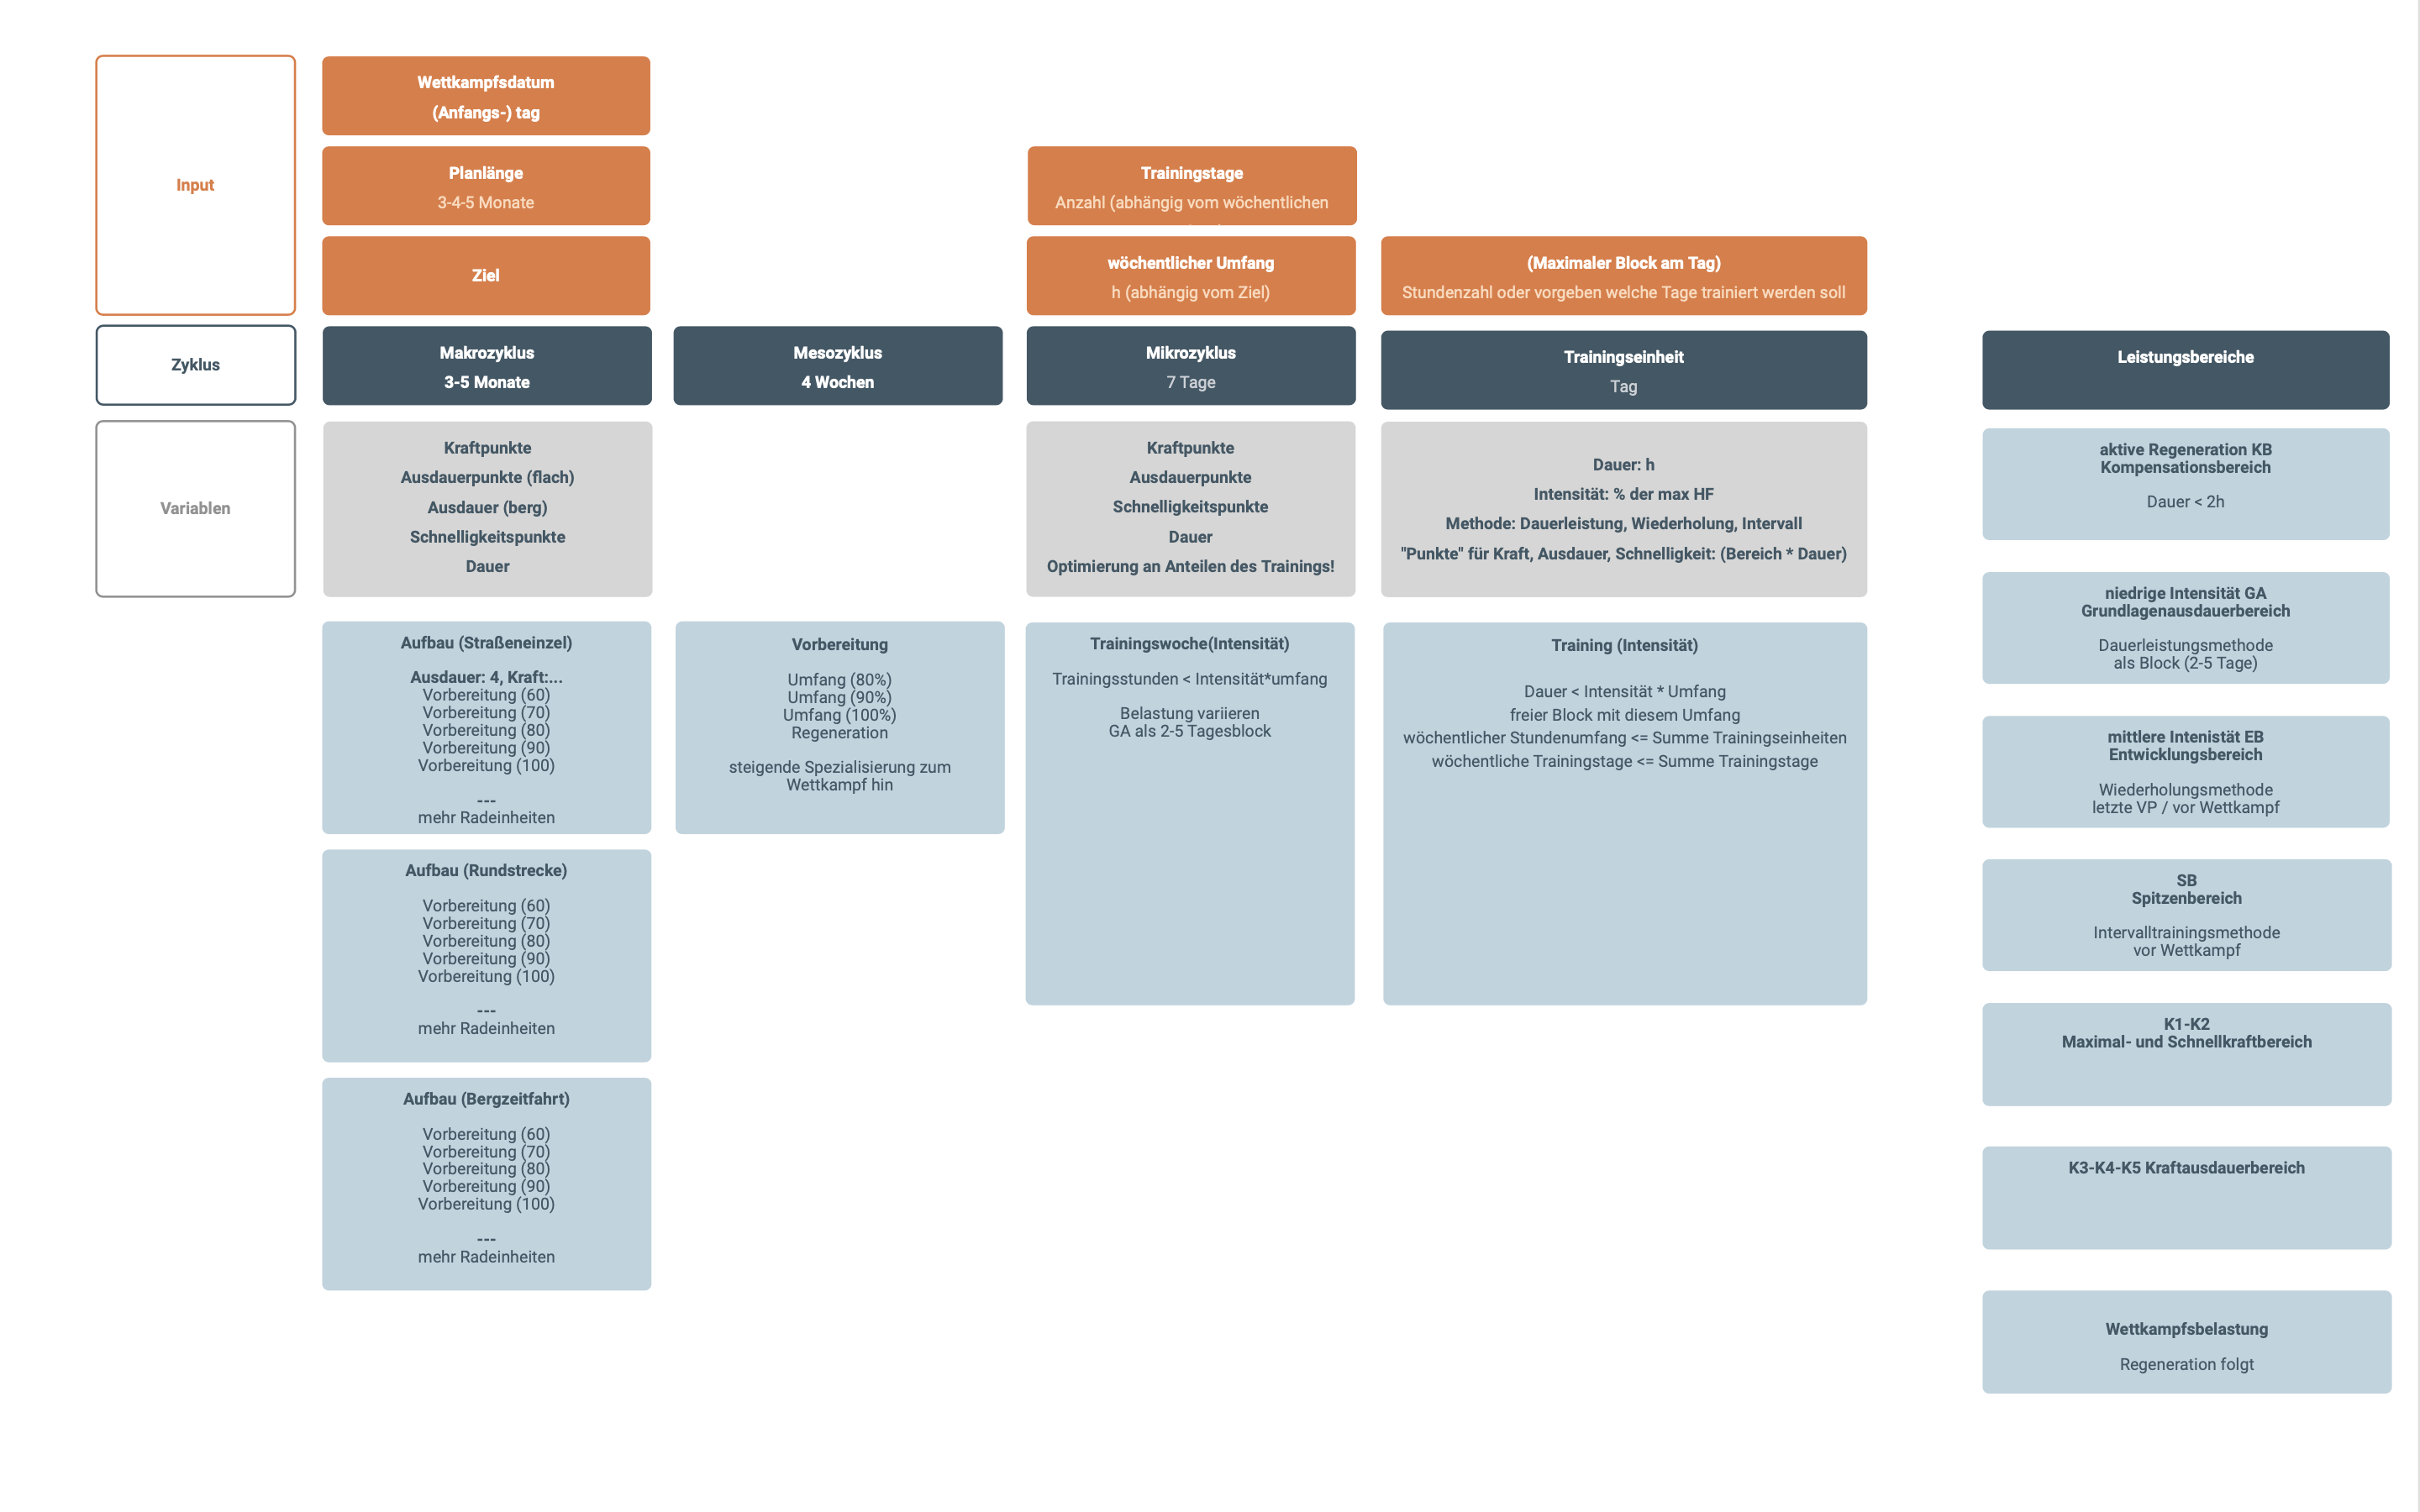 Input
Wettkampfsdatum
(Anfangs-) tag
Planlänge
3-4-5 Monate
Ziel
Trainingstage
Anzahl (abhängig vom wöchentlichen
wöchentlicher Umfang
h (abhängig vom Ziel)
(Maximaler Block am Tag)
Stundenzahl oder vorgeben welche Tage trainiert werden soll
Zyklus
Makrozyklus
3-5 Monate
Mesozyklus
4 Wochen
Mikrozyklus
7 Tage
Trainingseinheit
Tag
Leistungsbereiche
Variablen
Kraftpunkte
Ausdauerpunkte (flach)
Ausdauer (berg)
Schnelligkeitspunkte
Dauer
Kraftpunkte
Ausdauerpunkte
Schnelligkeitspunkte
Dauer
Optimierung an Anteilen des Trainings!
Dauer: h
Intensität: % der max HF
Methode: Dauerleistung, Wiederholung, Intervall
"Punkte" für Kraft, Ausdauer, Schnelligkeit: (Bereich * Dauer)
Aufbau (Straßeneinzel)
Ausdauer: 4, Kraft:...
Vorbereitung (60)
Vorbereitung (70)
Vorbereitung (80)
Vorbereitung (90)
Vorbereitung (100)
---
mehr Radeinheiten
Aufbau (Rundstrecke)
Vorbereitung (60)
Vorbereitung (70)
Vorbereitung (80)
Vorbereitung (90)
Vorbereitung (100)
---
mehr Radeinheiten
Aufbau (Bergzeitfahrt)
Vorbereitung (60)
Vorbereitung (70)
Vorbereitung (80)
Vorbereitung (90)
Vorbereitung (100)
---
mehr Radeinheiten
Vorbereitung
Umfang (80%)
Umfang (90%)
Umfang (100%)
Regeneration
steigende Spezialisierung zum
Wettkampf hin
Trainingswoche(Intensität)
Trainingsstunden < Intensität*umfang
Belastung variieren
GA als 2-5 Tagesblock
Training (Intensität)
Dauer < Intensität * Umfang
freier Block mit diesem Umfang
wöchentlicher Stundenumfang <= Summe Trainingseinheiten
wöchentliche Trainingstage <= Summe Trainingstage
aktive Regeneration KB
Kompensationsbereich
Dauer < 2h
niedrige Intensität GA
Grundlagenausdauerbereich
Dauerleistungsmethode
als Block (2-5 Tage)
mittlere Intenistät EB
Entwicklungsbereich
Wiederholungsmethode
letzte VP / vor Wettkampf
SB
Spitzenbereich
Intervalltrainingsmethode
vor Wettkampf
K1-K2
Maximal- und Schnellkraftbereich
K3-K4-K5 Kraftausdauerbereich
Wettkampfsbelastung
Regeneration folgt